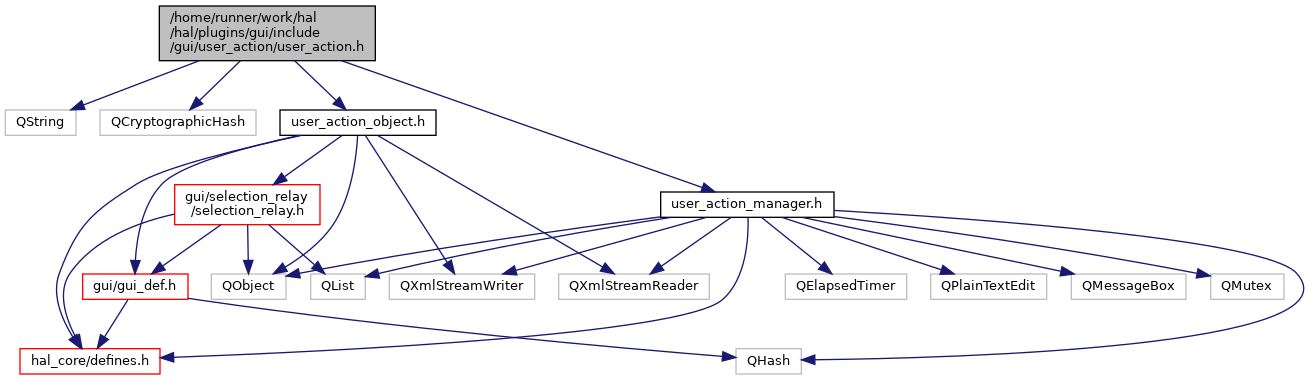 /home/runner/work/hal
/hal/plugins/gui/include
/gui/user_action/user_action.h
QString
QCryptographicHash
user_action_object.h
gui/selection_relay
/selection_relay.h
user_action_manager.h
gui/gui_def.h
QObject
QList
QXmlStreamWriter
QXmlStreamReader
QElapsedTimer
QPlainTextEdit
QMessageBox
QMutex
hal_core/defines.h
QHash